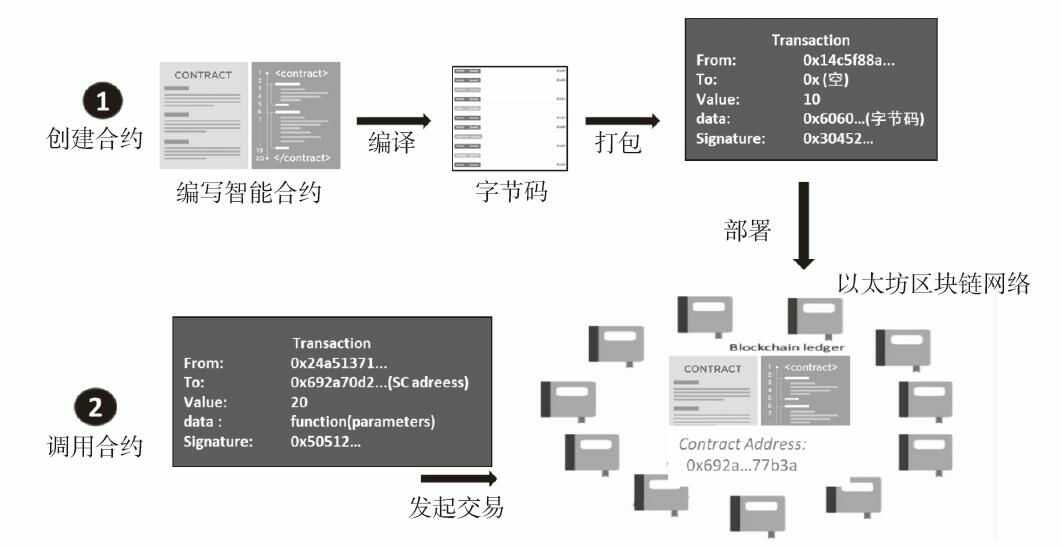 1
创建合约
CONTRACT
<contract>
</contract>
编写智能合约
编译
字节码
打包
Transaction
From: 0x14c5f88a...
To: 0x (空)
Value: 10
data: 0x6060...(字节码)
Signature: 0x30452...
部署
以太坊区块链网络
2
调用合约
Transaction
From: 0x24a51371...
To: 0x692a70d2...(SC adreess)
Value: 20
data : function(parameters)
Signature: 0x50512...
发起交易
Blockchain ledger
CONTRACT
<contract>
Contract Address:
0x692a...77b3a